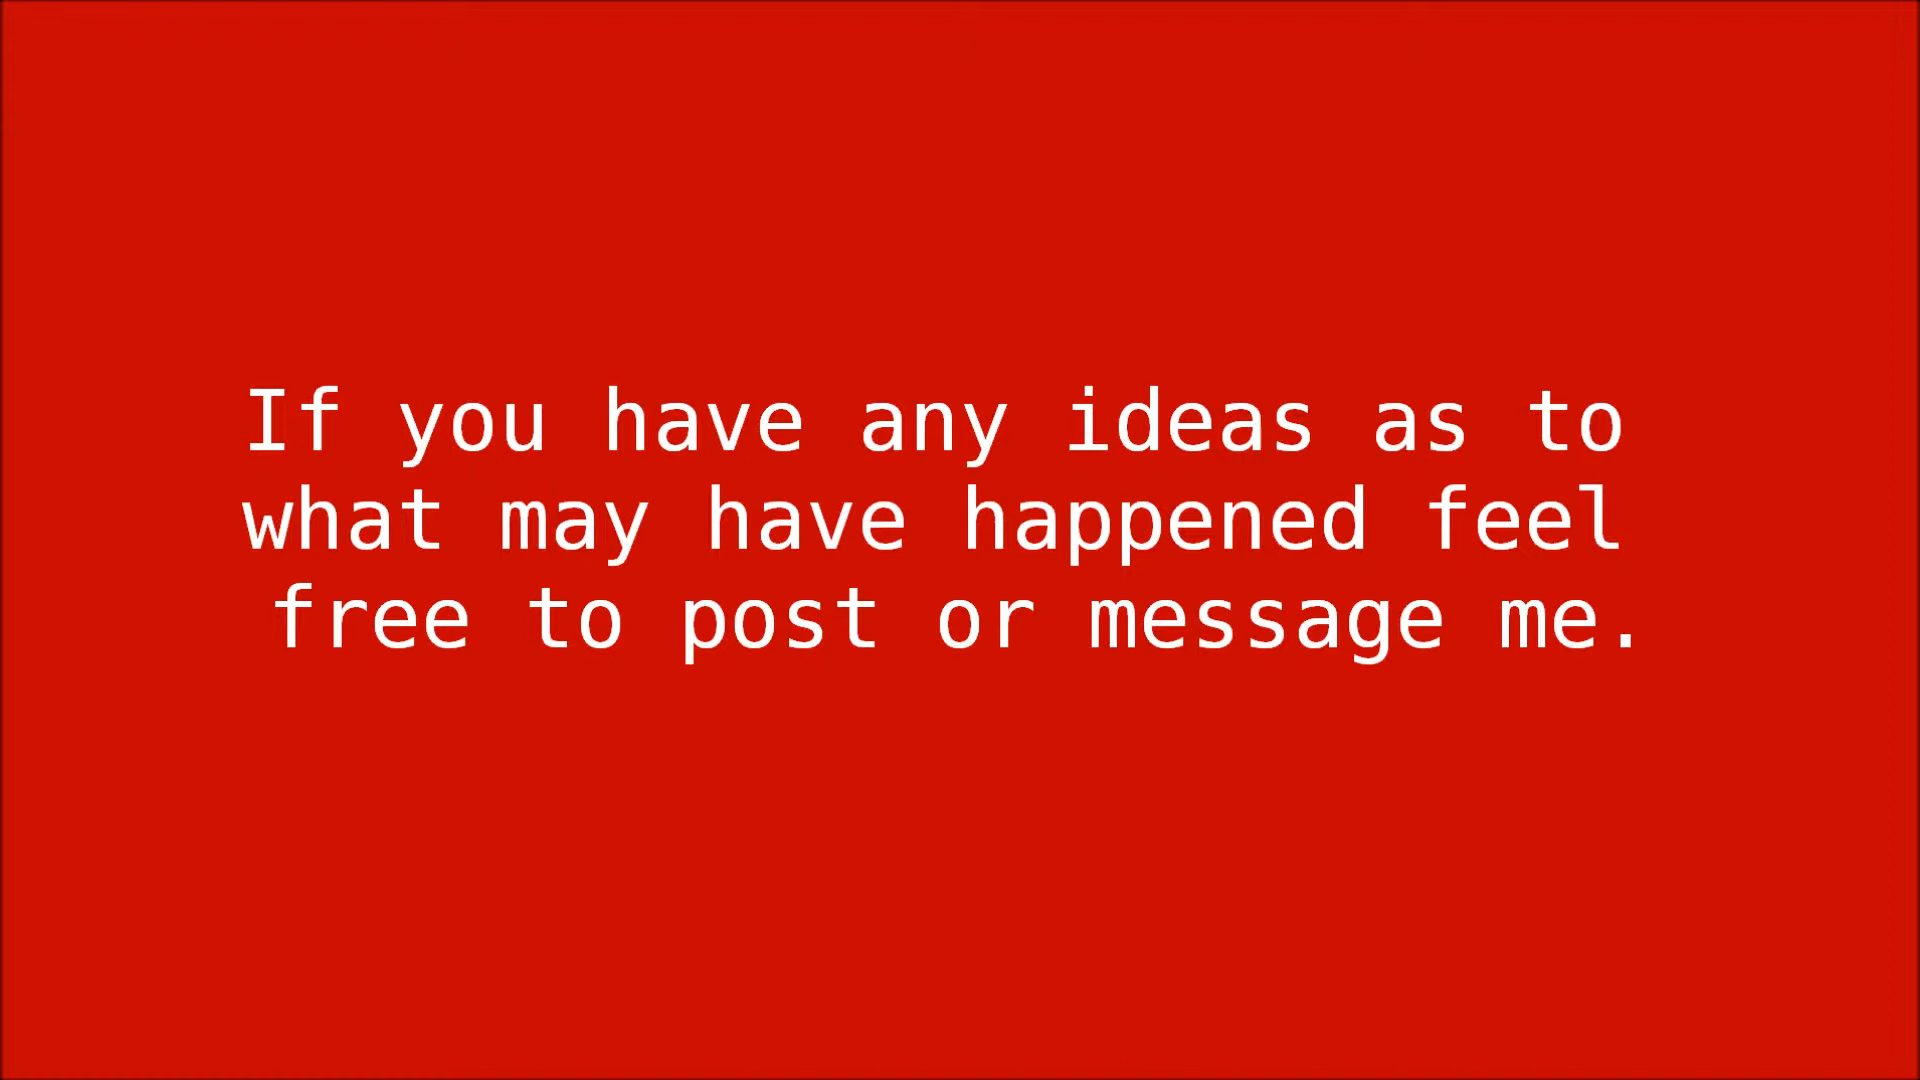 If you have any ideas as to
what may have happened feel
free to post or message me.